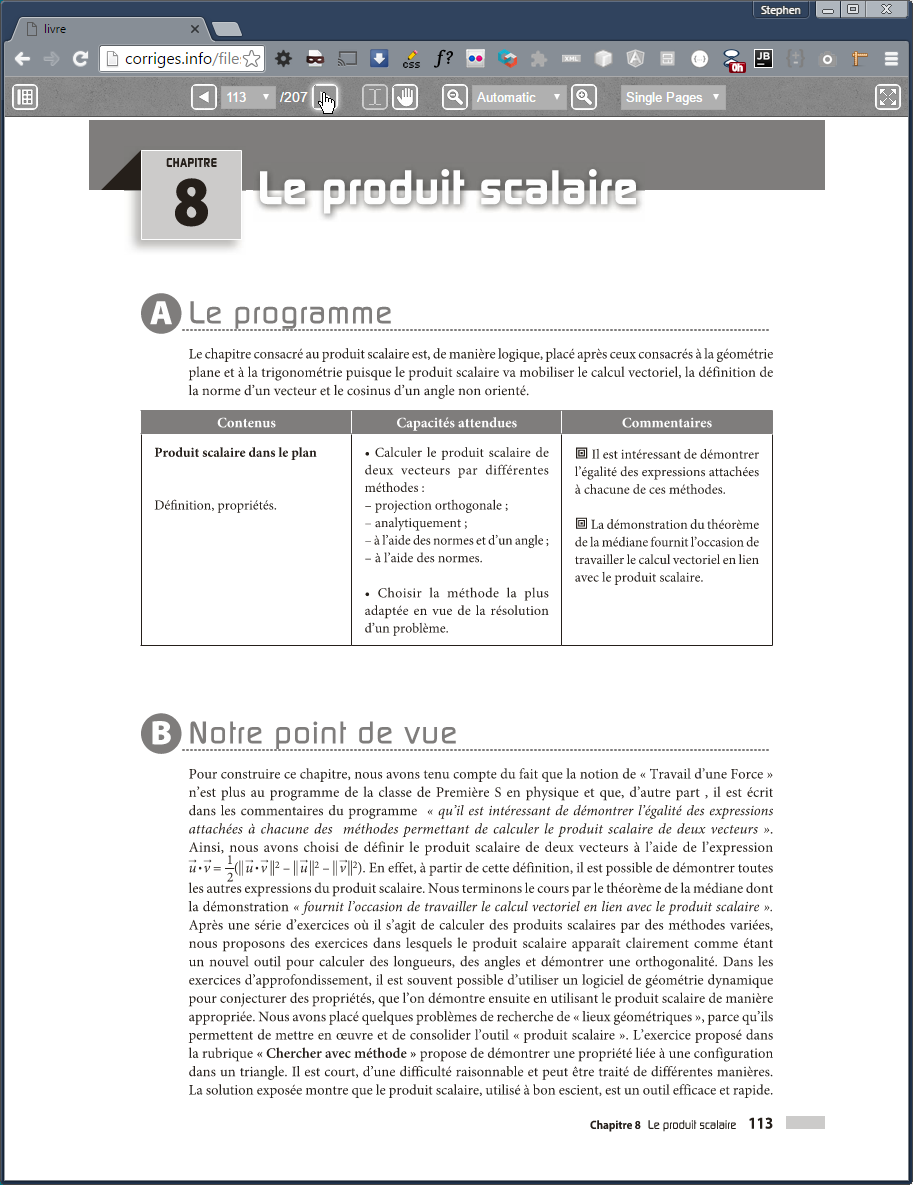 Stephen
livre
corriges.info/file
css
f?
XML
0h
JB
113
/207
Automatic
Single Pages
CHAPITRE
8
Le produit scalaire
A Le programme
Le chapitre consacré au produit scalaire est, de manière logique, placé après ceux consacrés à la géométrie
plane et à la trigonométrie puisque le produit scalaire va mobiliser le calcul vectoriel, la définition de
la norme d'un vecteur et le cosinus d'un angle non orienté.
Contenus
Capacités attendues
Commentaires
Produit scalaire dans le plan
Définition, propriétés.
• Calculer le produit scalaire de
deux vecteurs par différentes
méthodes :
– projection orthogonale ;
– analytiquement ;
– à l'aide des normes et d'un angle ;
– à l'aide des normes.
• Choisir la méthode la plus
adaptée en vue de la résolution
d'un problème.
Il est intéressant de démontrer
l'égalité des expressions attachées
à chacune de ces méthodes.
La démonstration du théorème
de la médiane fournit l'occasion de
travailler le calcul vectoriel en lien
avec le produit scalaire.
B Notre point de vue
Pour construire ce chapitre, nous avons tenu compte du fait que la notion de « Travail d'une Force »
n'est plus au programme de la classe de Première S en physique et que, d'autre part , il est écrit
dans les commentaires du programme « qu'il est intéressant de démontrer l'égalité des expressions
attachées à chacune des méthodes permettant de calculer le produit scalaire de deux vecteurs ».
Ainsi, nous avons choisi de définir le produit scalaire de deux vecteurs à l'aide de l'expression
u⃗ • v⃗ = 1/2 (‖u⃗ • v⃗‖² – ‖u⃗‖² – ‖v⃗‖²). En effet, à partir de cette définition, il est possible de démontrer toutes
les autres expressions du produit scalaire. Nous terminons le cours par le théorème de la médiane dont
la démonstration « fournit l'occasion de travailler le calcul vectoriel en lien avec le produit scalaire ».
Après une série d'exercices où il s'agit de calculer des produits scalaires par des méthodes variées,
nous proposons des exercices dans lesquels le produit scalaire apparaît clairement comme étant
un nouvel outil pour calculer des longueurs, des angles et démontrer une orthogonalité. Dans les
exercices d'approfondissement, il est souvent possible d'utiliser un logiciel de géométrie dynamique
pour conjecturer des propriétés, que l'on démontre ensuite en utilisant le produit scalaire de manière
appropriée. Nous avons placé quelques problèmes de recherche de « lieux géométriques », parce qu'ils
permettent de mettre en œuvre et de consolider l'outil « produit scalaire ». L'exercice proposé dans
la rubrique « Chercher avec méthode » propose de démontrer une propriété liée à une configuration
dans un triangle. Il est court, d'une difficulté raisonnable et peut être traité de différentes manières.
La solution exposée montre que le produit scalaire, utilisé à bon escient, est un outil efficace et rapide.
Chapitre 8 Le produit scalaire 113